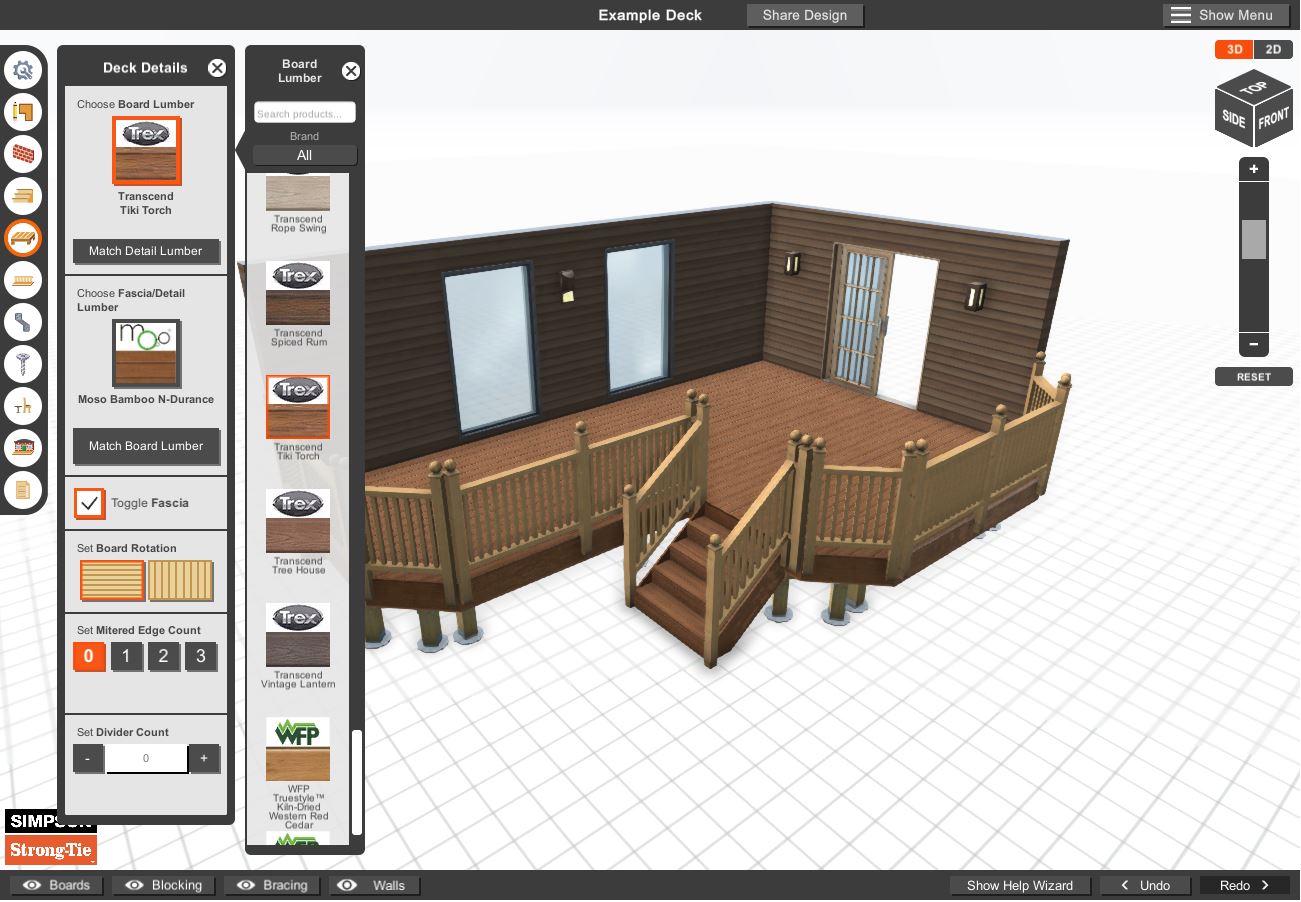 Example Deck
Share Design
Show Menu
3D
2D
TOP
SIDE
FRONT
+
-
RESET
Deck Details
Choose Board Lumber
Trex
Transcend
Tiki Torch
Match Detail Lumber
Choose Fascia/Detail
Lumber
moso
Moso Bamboo N-Durance
Match Board Lumber
Toggle Fascia
Set Board Rotation
Set Mitered Edge Count
0
1
2
3
Set Divider Count
-
0
+
Board
Lumber
Search products...
Brand
All
Transcend
Rope Swing
Trex
Transcend
Spiced Rum
Trex
Transcend
Tiki Torch
Trex
Transcend
Tree House
Trex
Transcend
Vintage Lantern
WFP
WFP
Truestyle™
Kiln-Dried
Western Red
Cedar
WFP
SIMPSON
Strong-Tie
Boards
Blocking
Bracing
Walls
Show Help Wizard
Undo
Redo